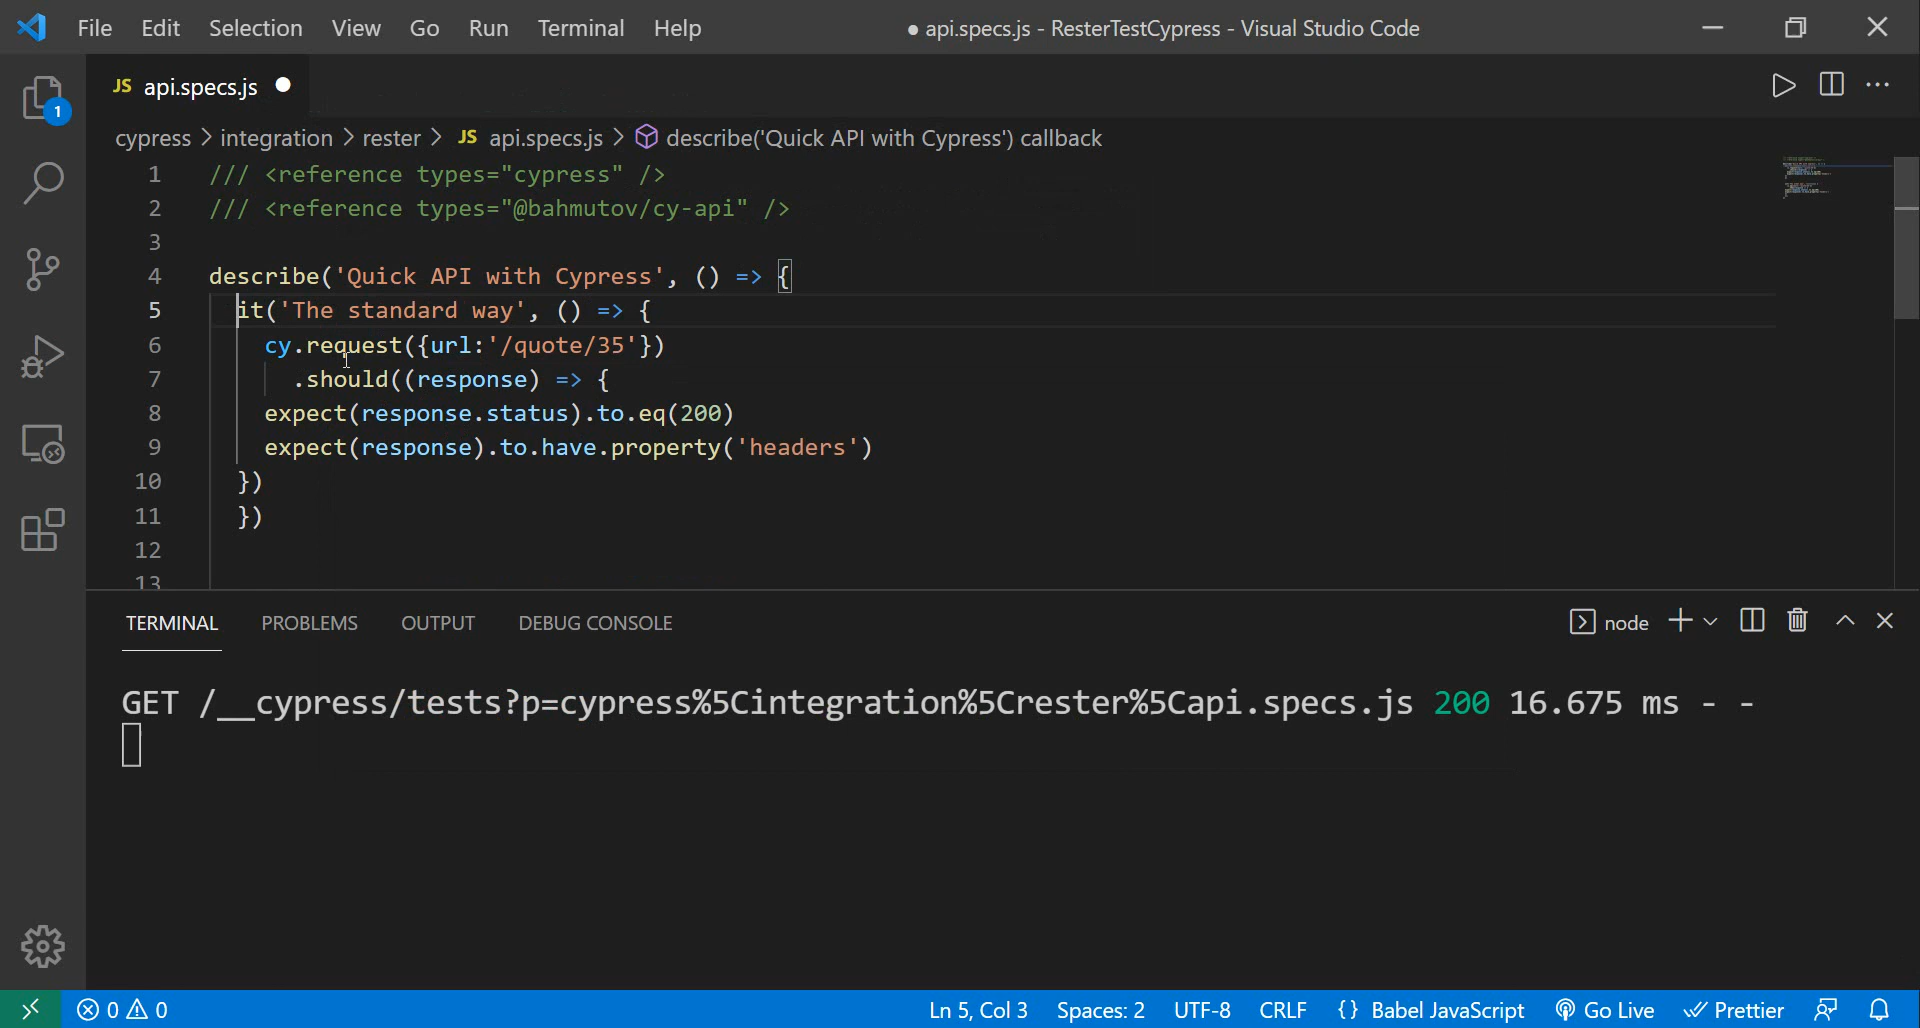 File Edit Selection View Go Run Terminal Help ● api.specs.js - ResterTestCypress - Visual Studio Code
JS api.specs.js ●
1
cypress > integration > rester > JS api.specs.js > describe('Quick API with Cypress') callback
1 /// <reference types="cypress" />
2 /// <reference types="@bahmutov/cy-api" />
3
4 describe('Quick API with Cypress', () => {
5 it('The standard way', () => {
6 cy.request({url:'/quote/35'})
7 .should((response) => {
8 expect(response.status).to.eq(200)
9 expect(response).to.have.property('headers')
10 })
11 })
12
13
TERMINAL PROBLEMS OUTPUT DEBUG CONSOLE node
GET /__cypress/tests?p=cypress%5Cintegration%5Crester%5Capi.specs.js 200 16.675 ms - -
0 0 Ln 5, Col 3 Spaces: 2 UTF-8 CRLF {} Babel JavaScript Go Live Prettier